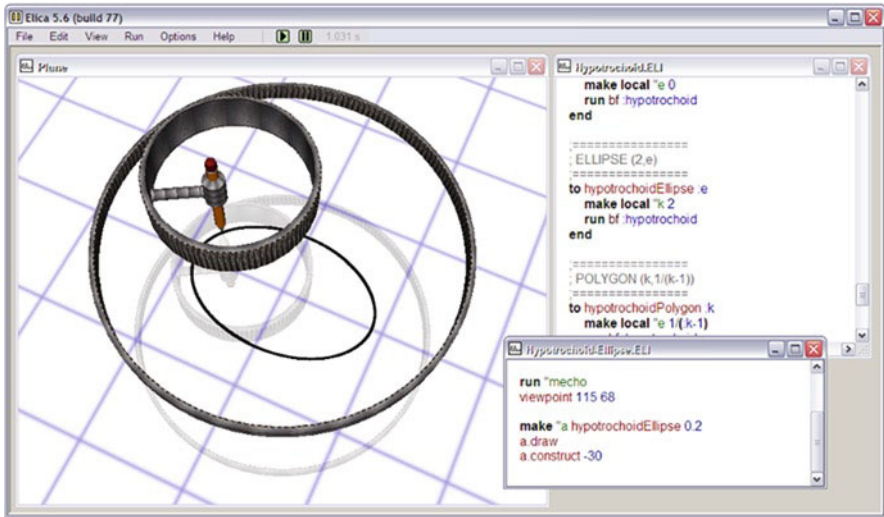 Elica 5.6 (build 77)
File Edit View Run Options Help 1.031 s
Plane
Hypotrochoid.ELI
make local "e 0
run bf :hypotrochoid
end
;================
; ELLIPSE (2,e)
;================
to hypotrochoidEllipse :e
make local "k 2
run bf :hypotrochoid
end
;================
; POLYGON (k,1/(k-1))
;================
to hypotrochoidPolygon :k
make local "e 1/(:k-1)
Hypotrochoid-Ellipse.ELI
run "mecho
viewpoint 115 68
make "a hypotrochoidEllipse 0.2
a.draw
a.construct -30